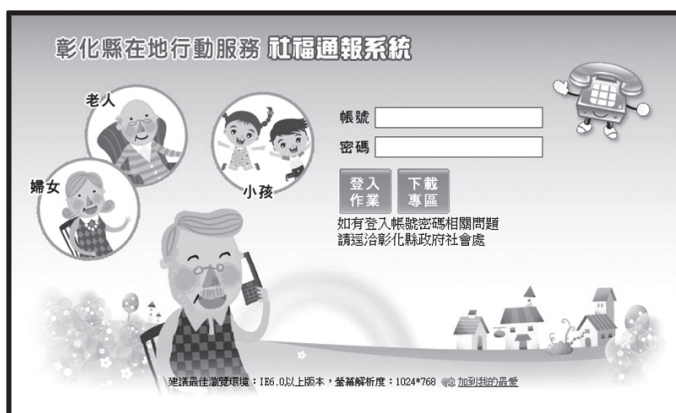 彰化縣在地行動服務 社福通報系統
老人
婦女
小孩
帳號
密碼
登入
作業
下載
專區
如有登入帳號密碼相關問題
請逕洽彰化縣政府社會處
建議最佳瀏覽環境：IE6.0以上版本，螢幕解析度：1024*768 加到我的最愛